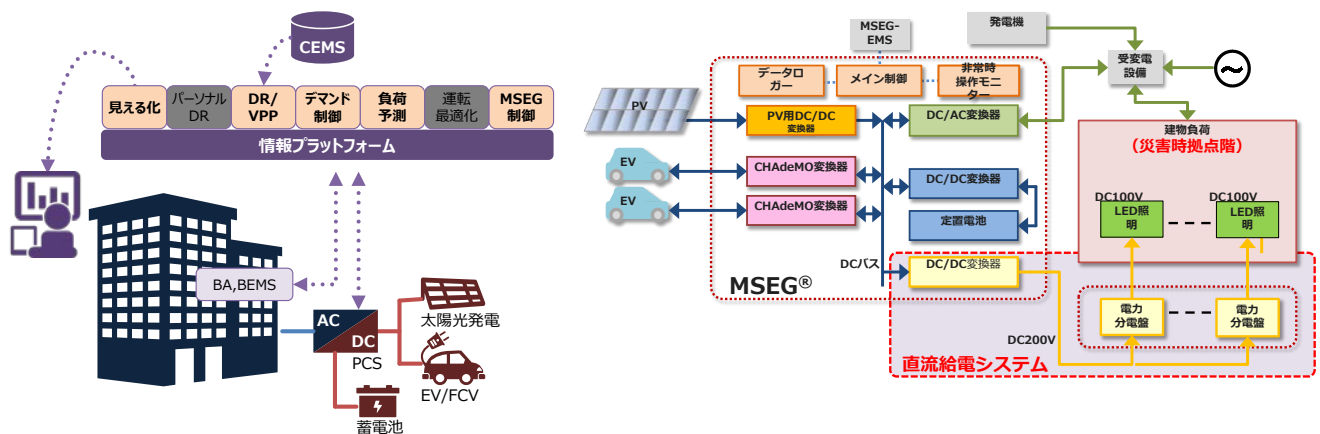 CEMS
見える化
パーソナル
DR
DR/
VPP
デマンド
制御
負荷
予測
運転
最適化
MSEG
制御
情報プラットフォーム
BA,BEMS
AC
DC
PCS
太陽光発電
EV/FCV
蓄電池
MSEG-
EMS
発電機
受変電
設備
データロ
ガー
メイン制御
非常時
操作モニ
ター
PV
PV用DC/DC
変換器
DC/AC変換器
EV
CHAdeMO変換器
DC/DC変換器
EV
CHAdeMO変換器
定置電池
DCバス
DC/DC変換器
MSEG®
建物負荷
(災害時拠点階)
DC100V
LED照
明
DC100V
LED照
明
電力
分電盤
電力
分電盤
DC200V
直流給電システム